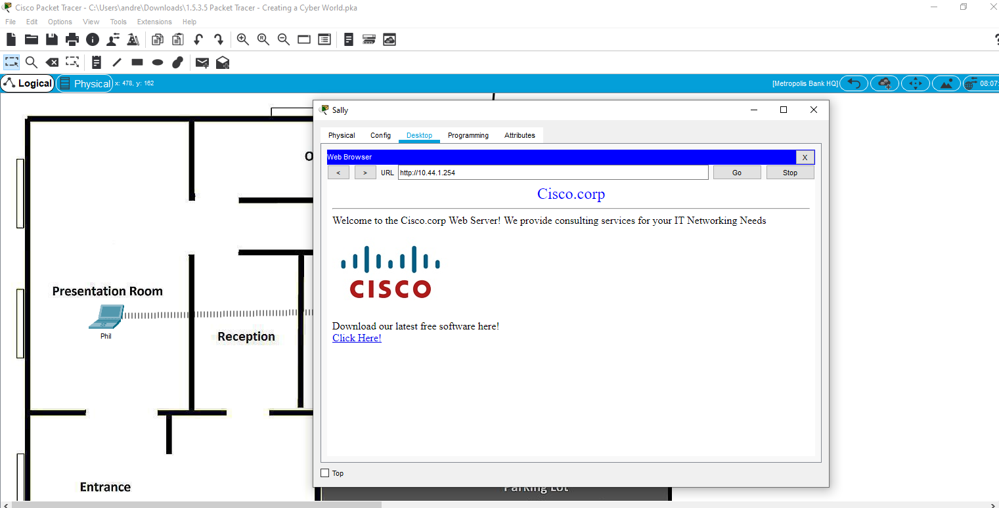 Cisco Packet Tracer - C:\Users\andre\Downloads\1.5.3.5 Packet Tracer - Creating a Cyber World.pka
File Edit Options View Tools Extensions Help
Logical Physical x: 478, y: 162 [Metropolis Bank HQ] 08:07:
Sally
Physical Config Desktop Programming Attributes
Web Browser X
< > URL http://10.44.1.254 Go Stop
Cisco.corp
Welcome to the Cisco.corp Web Server! We provide consulting services for your IT Networking Needs
CISCO
Download our latest free software here!
Click Here!
Top
Presentation Room
Phil
Reception
Entrance
Parking Lot